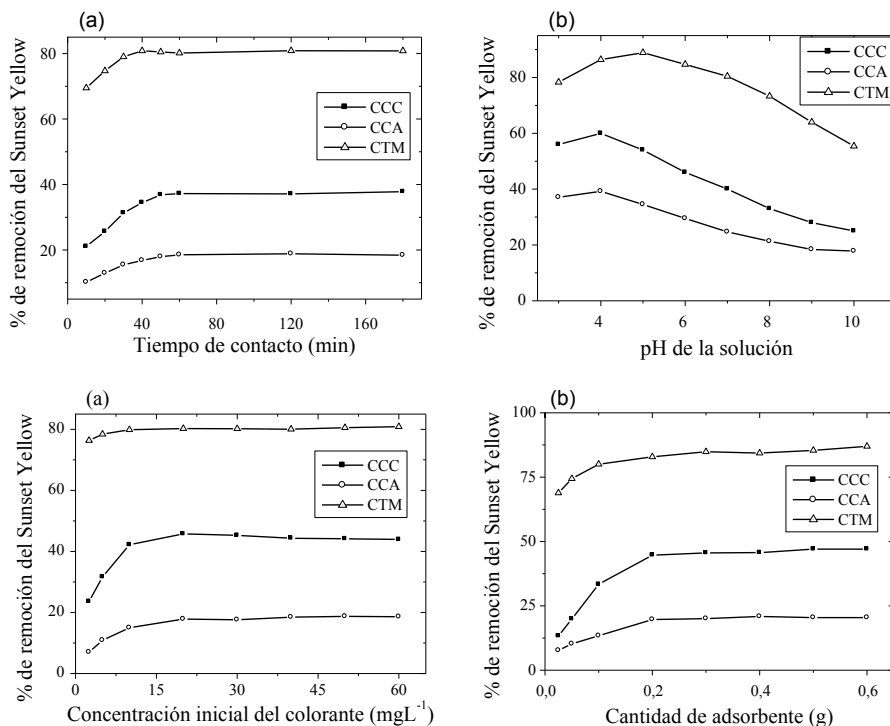 (a)
% de remoción del Sunset Yellow
80
60
40
20
0 40 80 120 160
Tiempo de contacto (min)
CCC
CCA
CTM
(b)
% de remoción del Sunset Yellow
100
80
60
40
20
0
4 6 8 10
pH de la solución
CCC
CCA
CTM
(a)
% de remoción del Sunset Yellow
80
60
40
20
0
0 15 30 45 60
Concentración inicial del colorante (mgL⁻¹)
CCC
CCA
CTM
(b)
% de remoción del Sunset Yellow
100
75
50
25
0
0,0 0,2 0,4 0,6
Cantidad de adsorbente (g)
CCC
CCA
CTM